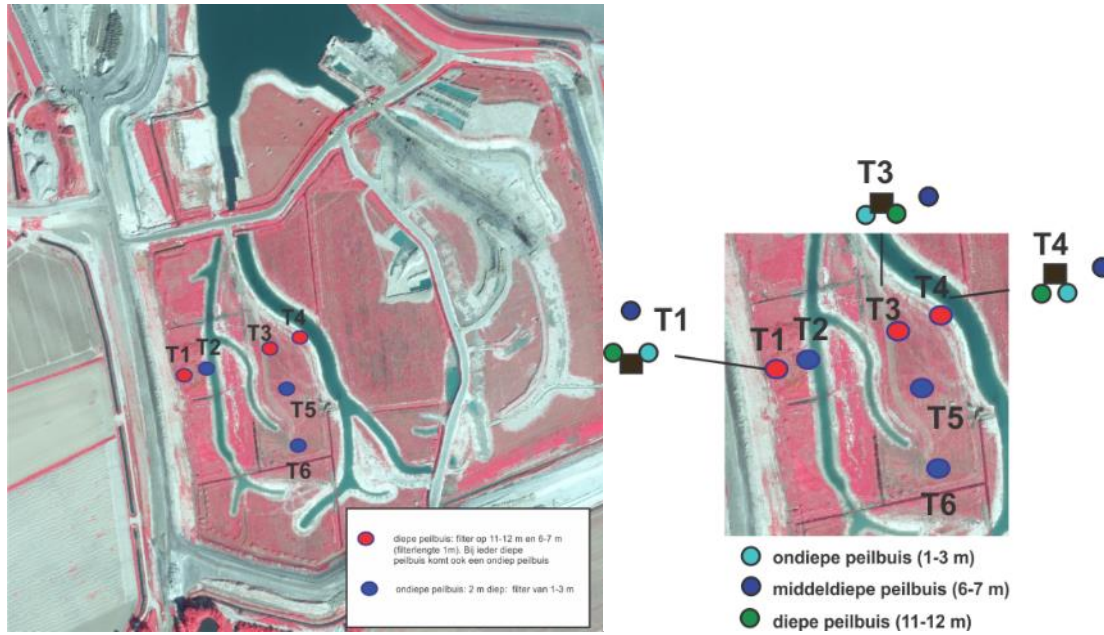 T1
T2
T3
T4
T5
T6
diepe peilbuis: filter op 11-12 m en 6-7 m
(filterlengte 1m). Bij ieder diepe
peilbuis komt ook een ondiep peilbuis
ondiepe peilbuis: 2 m diep: filter van 1-3 m
T3
T4
T1
T1
T2
T3
T4
T5
T6
ondiepe peilbuis (1-3 m)
middeldiepe peilbuis (6-7 m)
diepe peilbuis (11-12 m)